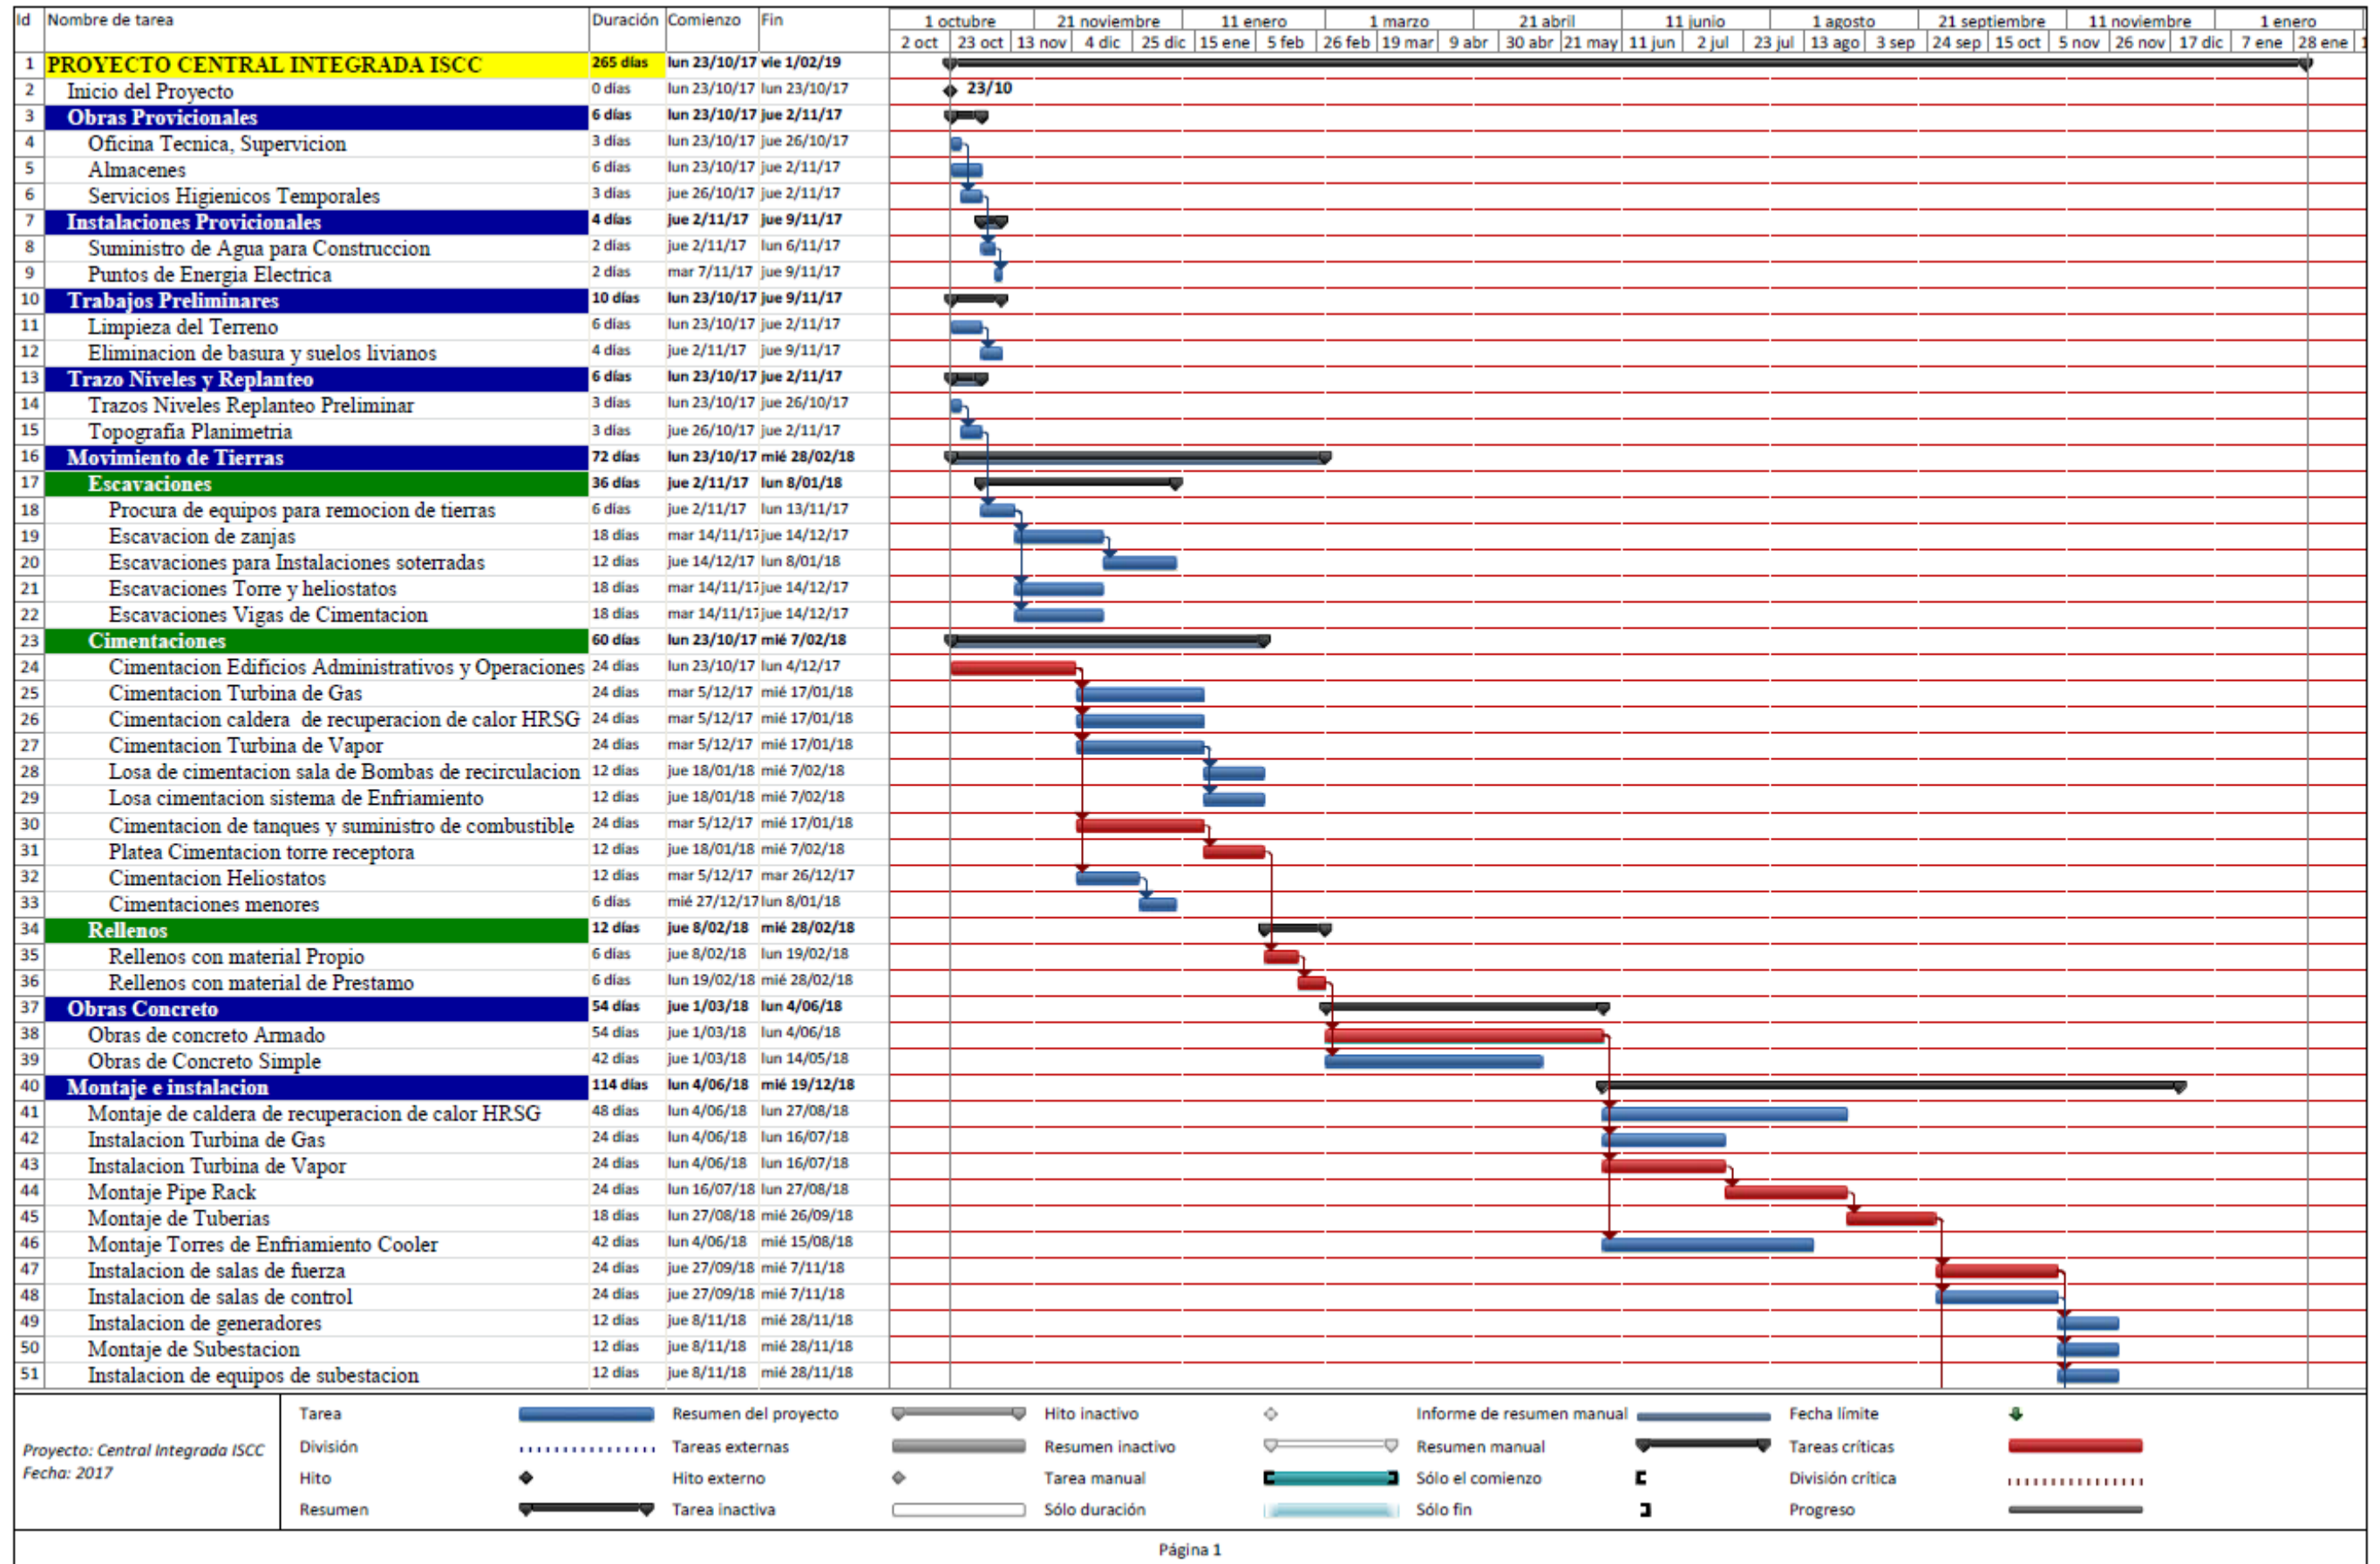 Id Nombre de tarea Duración Comienzo Fin
1 octubre 21 noviembre 11 enero 1 marzo 21 abril 11 junio 1 agosto 21 septiembre 11 noviembre 1 enero
2 oct 23 oct 13 nov 4 dic 25 dic 15 ene 5 feb 26 feb 19 mar 9 abr 30 abr 21 may 11 jun 2 jul 23 jul 13 ago 3 sep 24 sep 15 oct 5 nov 26 nov 17 dic 7 ene 28 ene 1
1 PROYECTO CENTRAL INTEGRADA ISCC 265 días lun 23/10/17 vie 1/02/19
2 Inicio del Proyecto 0 días lun 23/10/17 lun 23/10/17 23/10
3 Obras Provicionales 6 días lun 23/10/17 jue 2/11/17
4 Oficina Tecnica, Supervicion 3 días lun 23/10/17 jue 26/10/17
5 Almacenes 6 días lun 23/10/17 jue 2/11/17
6 Servicios Higienicos Temporales 3 días jue 26/10/17 jue 2/11/17
7 Instalaciones Provicionales 4 días jue 2/11/17 jue 9/11/17
8 Suministro de Agua para Construccion 2 días jue 2/11/17 lun 6/11/17
9 Puntos de Energia Electrica 2 días mar 7/11/17 jue 9/11/17
10 Trabajos Preliminares 10 días lun 23/10/17 jue 9/11/17
11 Limpieza del Terreno 6 días lun 23/10/17 jue 2/11/17
12 Eliminacion de basura y suelos livianos 4 días jue 2/11/17 jue 9/11/17
13 Trazo Niveles y Replanteo 6 días lun 23/10/17 jue 2/11/17
14 Trazos Niveles Replanteo Preliminar 3 días lun 23/10/17 jue 26/10/17
15 Topografía Planimetria 3 días jue 26/10/17 jue 2/11/17
16 Movimiento de Tierras 72 días lun 23/10/17 mié 28/02/18
17 Escavaciones 36 días jue 2/11/17 lun 8/01/18
18 Procura de equipos para remocion de tierras 6 días jue 2/11/17 lun 13/11/17
19 Escavacion de zanjas 18 días mar 14/11/17 jue 14/12/17
20 Escavaciones para Instalaciones soterradas 12 días jue 14/12/17 lun 8/01/18
21 Escavaciones Torre y heliostatos 18 días mar 14/11/17 jue 14/12/17
22 Escavaciones Vigas de Cimentacion 18 días mar 14/11/17 jue 14/12/17
23 Cimentaciones 60 días lun 23/10/17 mié 7/02/18
24 Cimentacion Edificios Administrativos y Operaciones 24 días lun 23/10/17 lun 4/12/17
25 Cimentacion Turbina de Gas 24 días mar 5/12/17 mié 17/01/18
26 Cimentacion caldera de recuperacion de calor HRSG 24 días mar 5/12/17 mié 17/01/18
27 Cimentacion Turbina de Vapor 24 días mar 5/12/17 mié 17/01/18
28 Losa de cimentacion sala de Bombas de recirculacion 12 días jue 18/01/18 mié 7/02/18
29 Losa cimentacion sistema de Enfriamiento 12 días jue 18/01/18 mié 7/02/18
30 Cimentacion de tanques y suministro de combustible 24 días mar 5/12/17 mié 17/01/18
31 Platea Cimentacion torre receptora 12 días jue 18/01/18 mié 7/02/18
32 Cimentacion Heliostatos 12 días mar 5/12/17 mar 26/12/17
33 Cimentaciones menores 6 días mié 27/12/17 lun 8/01/18
34 Rellenos 12 días jue 8/02/18 mié 28/02/18
35 Rellenos con material Propio 6 días jue 8/02/18 lun 19/02/18
36 Rellenos con material de Prestamo 6 días lun 19/02/18 mié 28/02/18
37 Obras Concreto 54 días jue 1/03/18 lun 4/06/18
38 Obras de concreto Armado 54 días jue 1/03/18 lun 4/06/18
39 Obras de Concreto Simple 42 días jue 1/03/18 lun 14/05/18
40 Montaje e instalacion 114 días lun 4/06/18 mié 19/12/18
41 Montaje de caldera de recuperacion de calor HRSG 48 días lun 4/06/18 lun 27/08/18
42 Instalacion Turbina de Gas 24 días lun 4/06/18 lun 16/07/18
43 Instalacion Turbina de Vapor 24 días lun 4/06/18 lun 16/07/18
44 Montaje Pipe Rack 24 días lun 16/07/18 lun 27/08/18
45 Montaje de Tuberias 18 días lun 27/08/18 mié 26/09/18
46 Montaje Torres de Enfriamiento Cooler 42 días lun 4/06/18 mié 15/08/18
47 Instalacion de salas de fuerza 24 días jue 27/09/18 mié 7/11/18
48 Instalacion de salas de control 24 días jue 27/09/18 mié 7/11/18
49 Instalacion de generadores 12 días jue 8/11/18 mié 28/11/18
50 Montaje de Subestacion 12 días jue 8/11/18 mié 28/11/18
51 Instalacion de equipos de subestacion 12 días jue 8/11/18 mié 28/11/18
Proyecto: Central Integrada ISCC
Fecha: 2017
Tarea Resumen del proyecto Hito inactivo Informe de resumen manual Fecha límite
División Tareas externas Resumen inactivo Resumen manual Tareas críticas
Hito Hito externo Tarea manual Sólo el comienzo División crítica
Resumen Tarea inactiva Sólo duración Sólo fin Progreso
Página 1